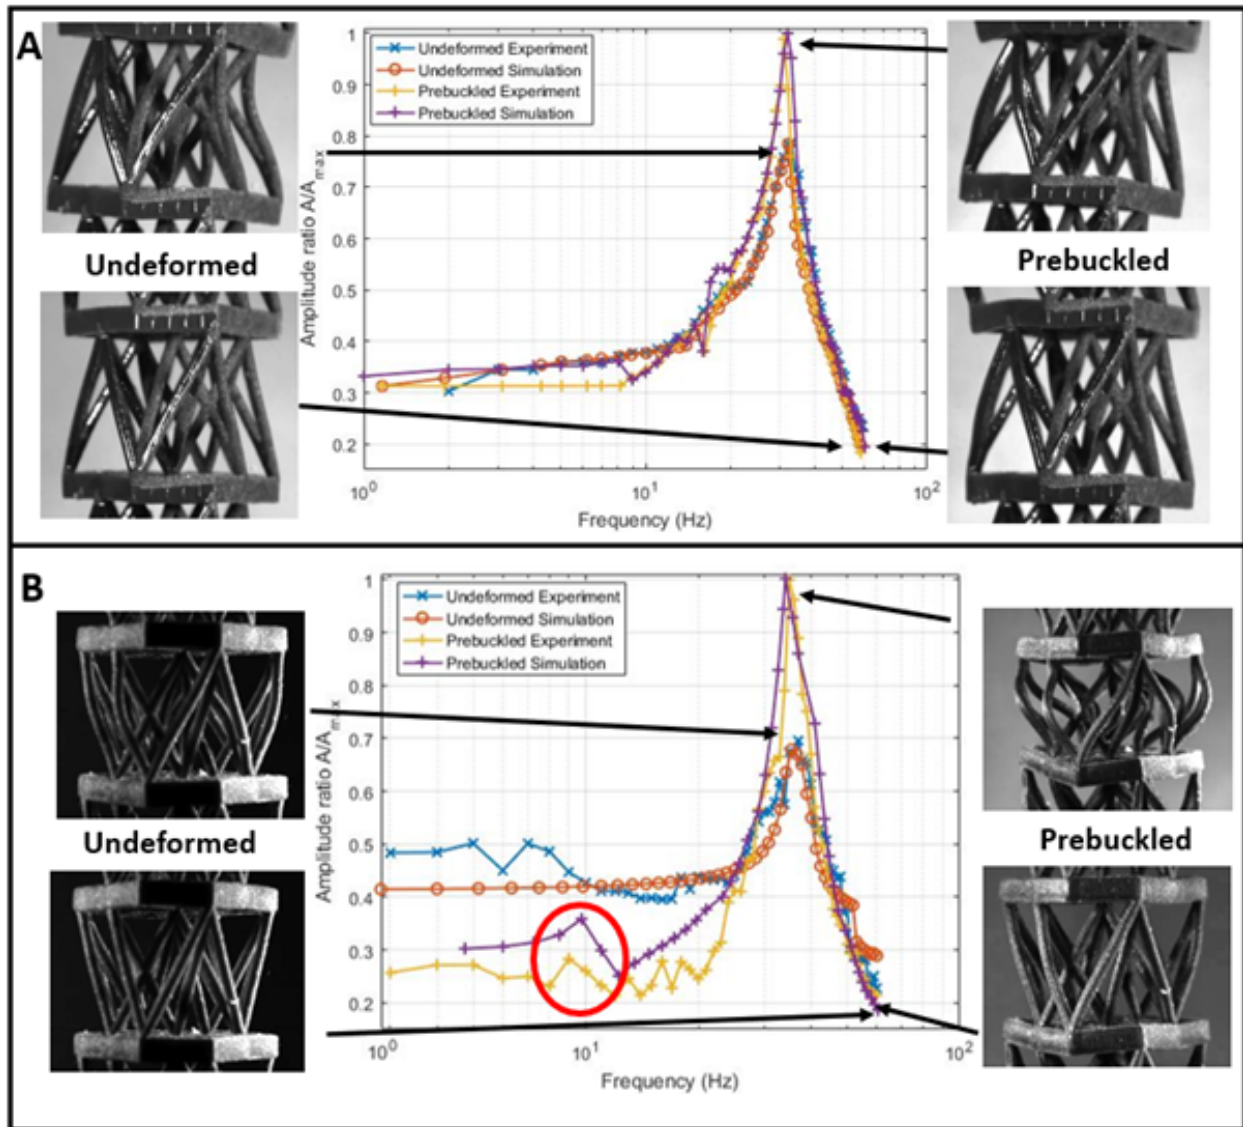 A
Undeformed
Prebuckled
Undeformed Experiment
Undeformed Simulation
Prebuckled Experiment
Prebuckled Simulation
Amplitude ratio A/A_max
1
0.9
0.8
0.7
0.6
0.5
0.4
0.3
0.2
10^0
10^1
10^2
Frequency (Hz)
B
Undeformed
Prebuckled
Undeformed Experiment
Undeformed Simulation
Prebuckled Experiment
Prebuckled Simulation
Amplitude ratio A/A_max
1
0.9
0.8
0.7
0.6
0.5
0.4
0.3
0.2
10^0
10^1
10^2
Frequency (Hz)